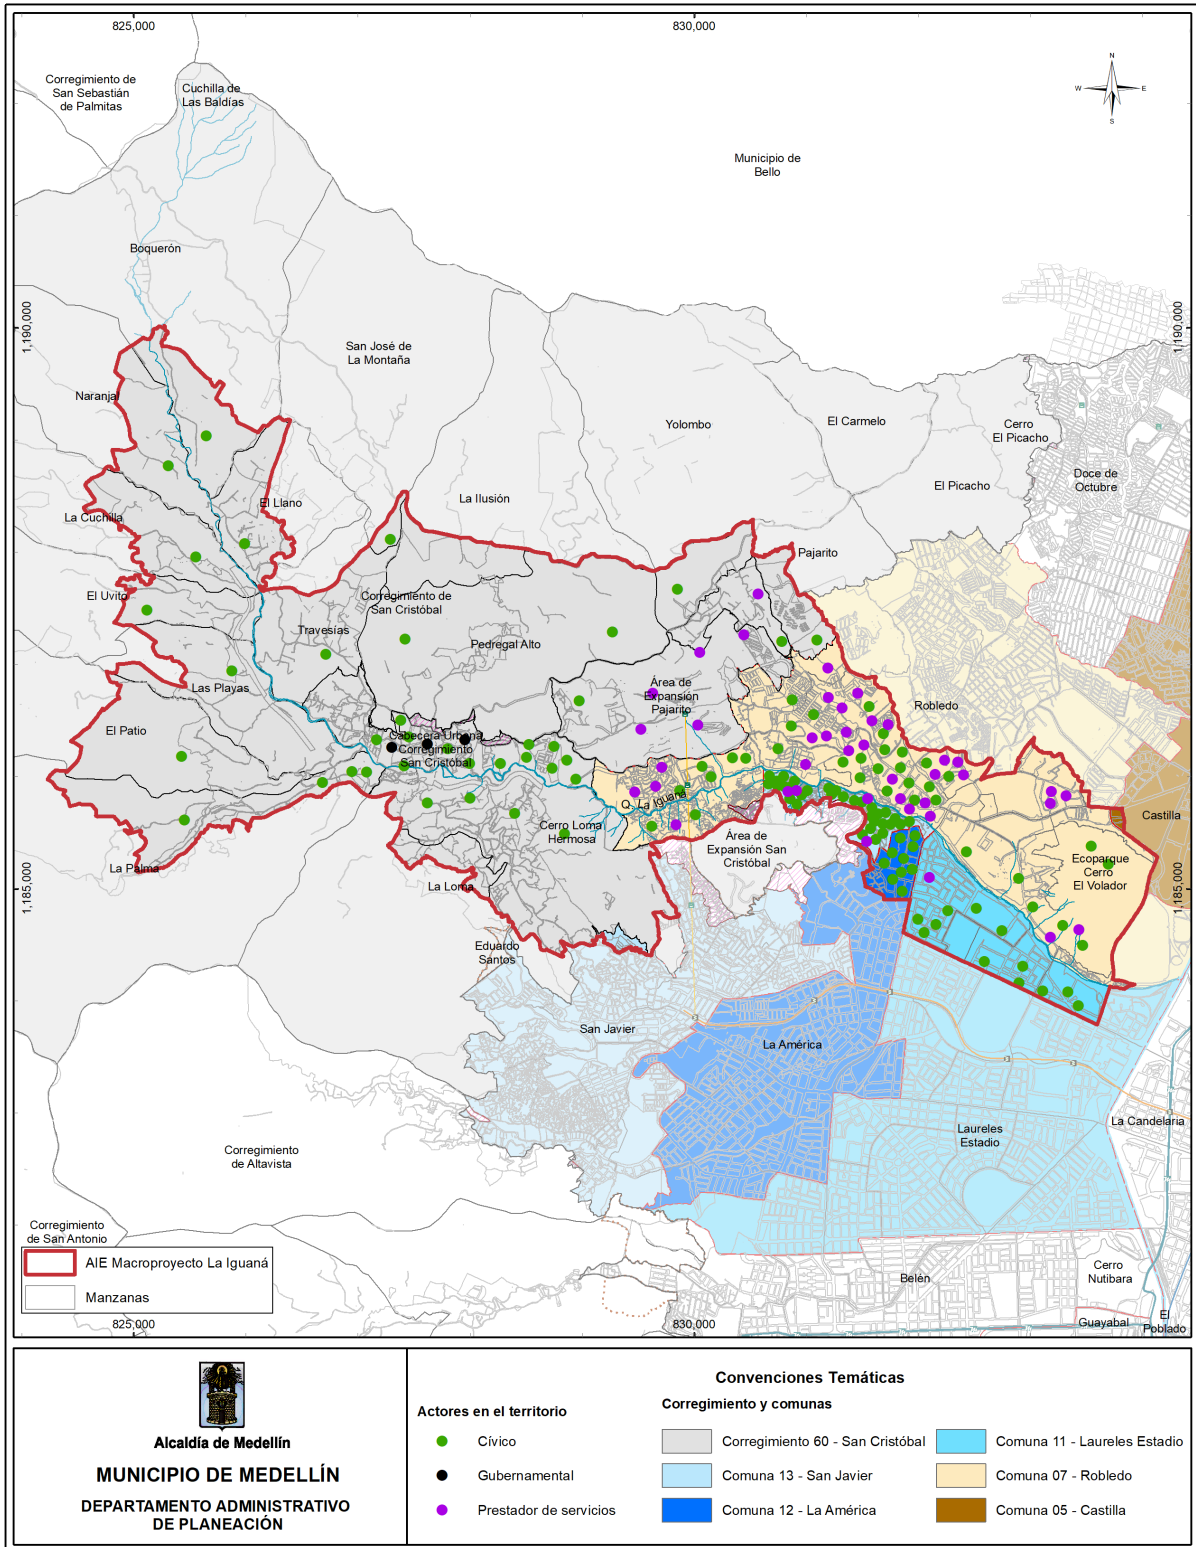 825,000
830,000
Corregimiento de
San Sebastián
de Palmitas
Cuchilla de
Las Baldías
N
W
E
S
Municipio de
Bello
Boquerón
1,190,000
1,190,000
San José de
La Montaña
Naranjal
Yolombo
El Carmelo
Cerro
El Picacho
Doce de
Octubre
El Picacho
La Ilusión
El Llano
La Cuchilla
Pajarito
El Uvito
Corregimiento de
San Cristóbal
Travesías
Pedregal Alto
Las Playas
Área de
Expansión
Pajarito
Robledo
El Patio
Cabecera Urbana
Corregimiento
San Cristóbal
Q. La Iguaná
Castilla
Cerro Loma
Hermosa
Área de
Expansión San
Cristóbal
Ecoparque
Cerro
El Volador
La Palma
La Loma
1,185,000
1,185,000
Eduardo
Santos
San Javier
La América
La Candelaria
Laureles
Estadio
Corregimiento
de Altavista
Corregimiento
de San Antonio
AIE Macroproyecto La Iguaná
Manzanas
Belén
Cerro
Nutibara
Guayabal
El
Poblado
825,000
830,000
Alcaldía de Medellín
MUNICIPIO DE MEDELLÍN
DEPARTAMENTO ADMINISTRATIVO
DE PLANEACIÓN
Convenciones Temáticas
Actores en el territorio
Cívico
Gubernamental
Prestador de servicios
Corregimiento y comunas
Corregimiento 60 - San Cristóbal
Comuna 13 - San Javier
Comuna 12 - La América
Comuna 11 - Laureles Estadio
Comuna 07 - Robledo
Comuna 05 - Castilla